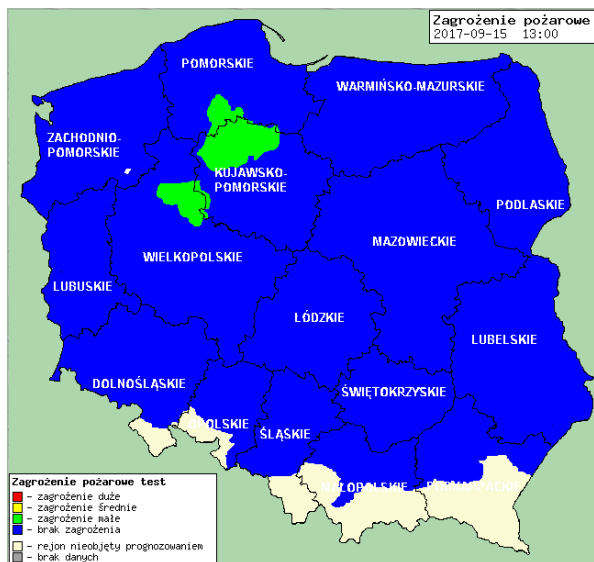 Zagrożenie pożarowe
2017-09-15 13:00
POMORSKIE
WARMIŃSKO-MAZURSKIE
ZACHODNIO-
POMORSKIE
KUJAWSKO-
POMORSKIE
PODLASKIE
MAZOWIECKIE
WIELKOPOLSKIE
LUBUSKIE
ŁÓDZKIE
LUBELSKIE
DOLNOŚLĄSKIE
ŚWIĘTOKRZYSKIE
OPOLSKIE
ŚLĄSKIE
MAŁOPOLSKIE
PODKARPACKIE
Zagrożenie pożarowe test
- zagrożenie duże
- zagrożenie średnie
- zagrożenie małe
- brak zagrożenia
- rejon nieobjęty prognozowaniem
- brak danych